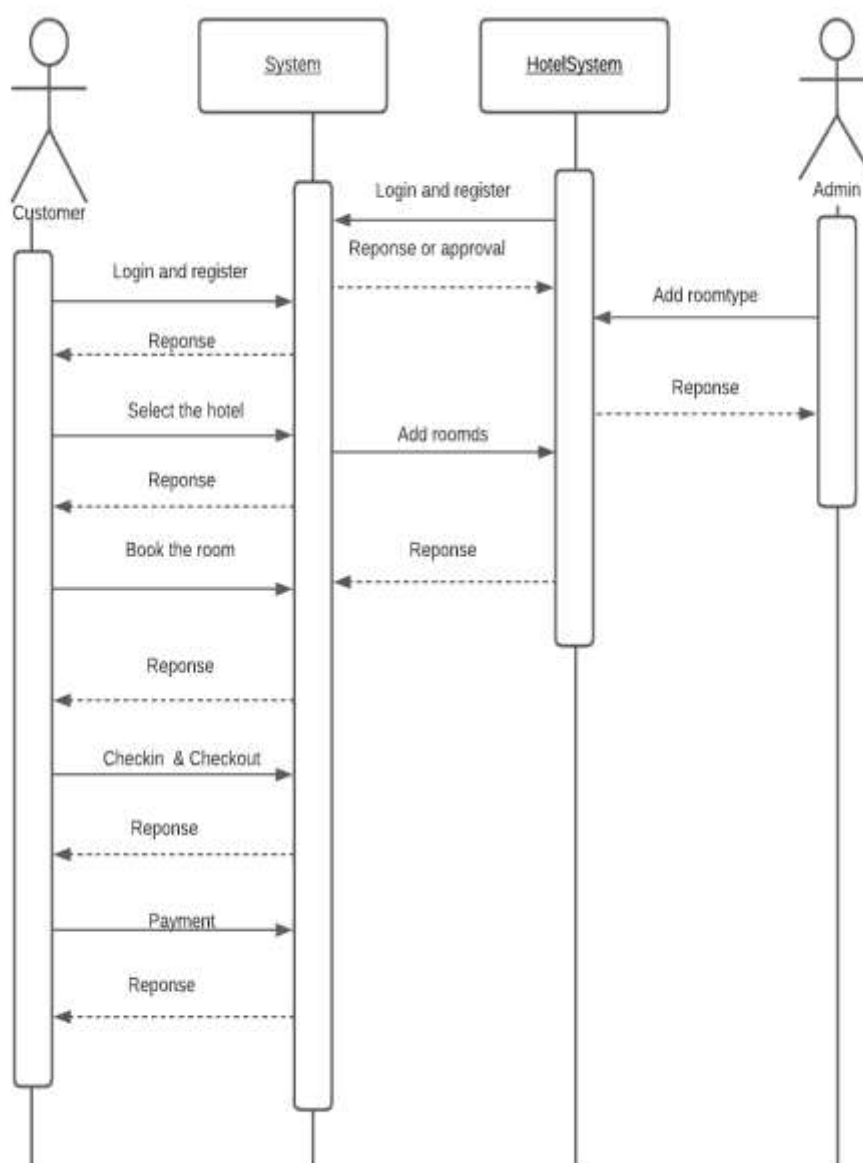 System
HotelSystem
Customer
Admin
Login and register
Reponse or approval
Login and register
Add roomtype
Reponse
Reponse
Select the hotel
Add roomds
Reponse
Book the room
Reponse
Reponse
Checkin & Checkout
Reponse
Payment
Reponse